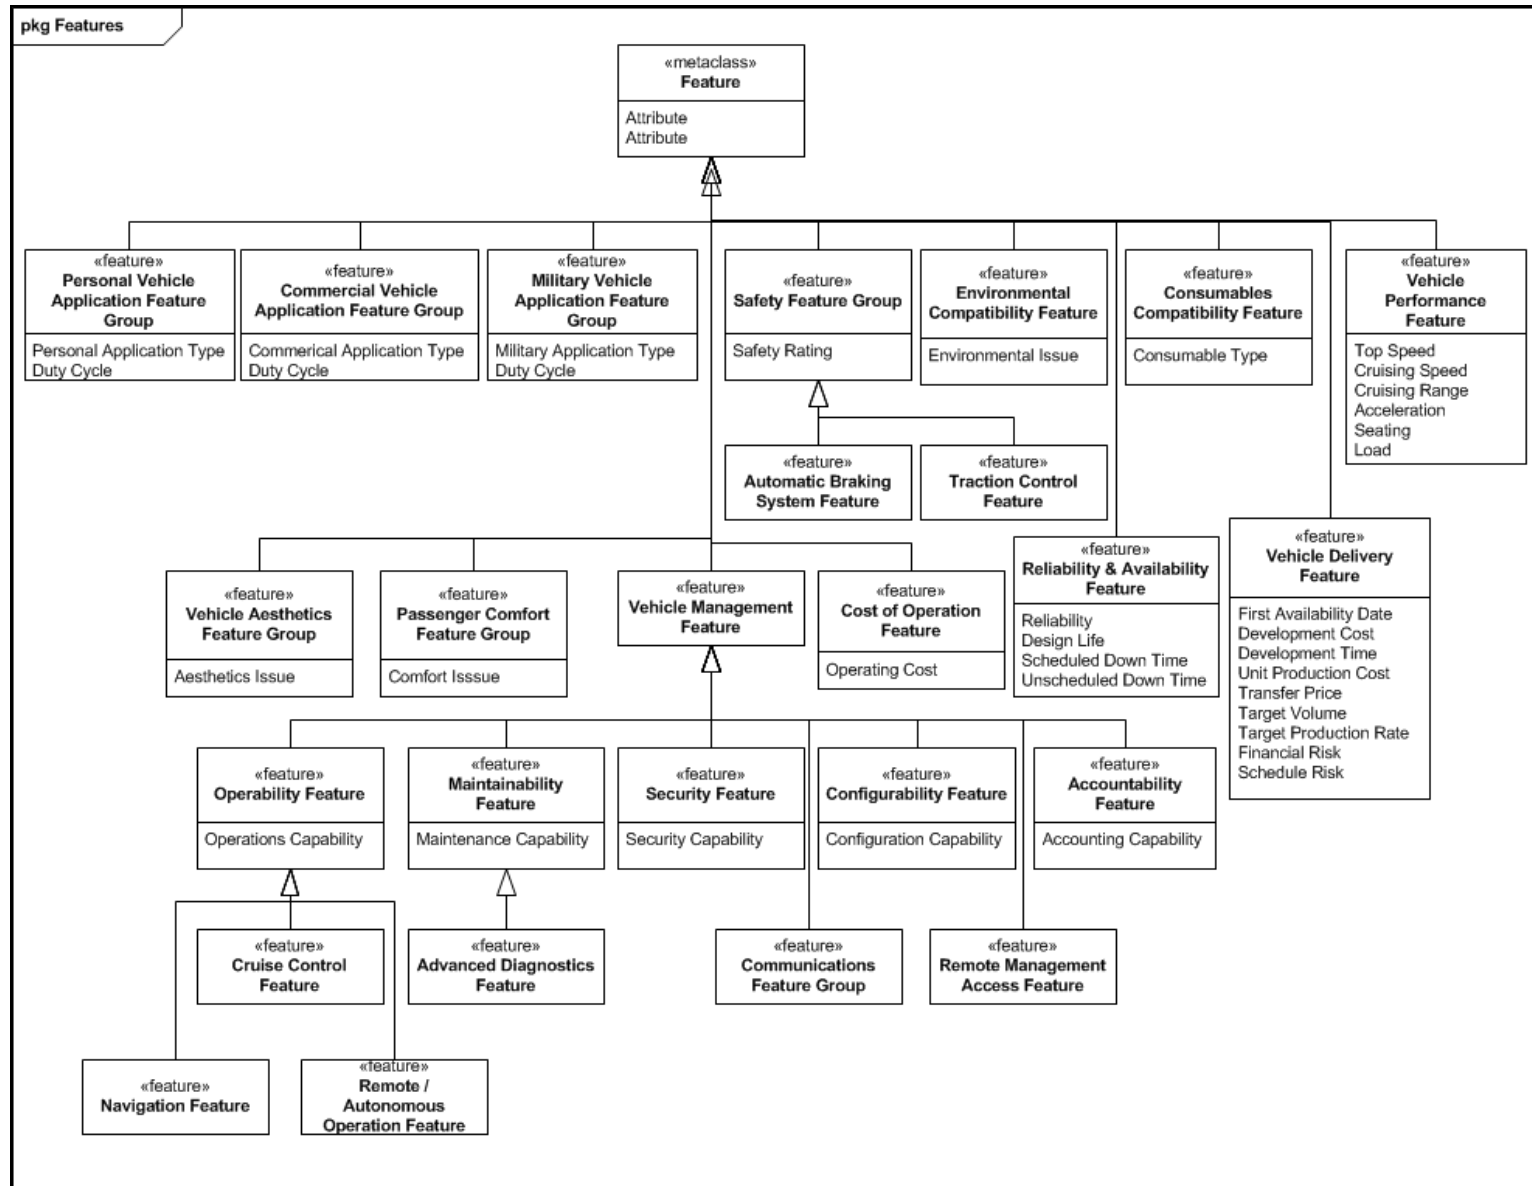 pkg Features
«metaclass»
Feature
Attribute
Attribute
«feature»
Personal Vehicle
Application Feature
Group
Personal Application Type
Duty Cycle
«feature»
Commercial Vehicle
Application Feature Group
Commerical Application Type
Duty Cycle
«feature»
Military Vehicle
Application Feature
Group
Military Application Type
Duty Cycle
«feature»
Safety Feature Group
Safety Rating
«feature»
Environmental
Compatibility Feature
Environmental Issue
«feature»
Consumables
Compatibility Feature
Consumable Type
«feature»
Vehicle
Performance
Feature
Top Speed
Cruising Speed
Cruising Range
Acceleration
Seating
Load
«feature»
Automatic Braking
System Feature
«feature»
Traction Control
Feature
«feature»
Vehicle Aesthetics
Feature Group
Aesthetics Issue
«feature»
Passenger Comfort
Feature Group
Comfort Isssue
«feature»
Vehicle Management
Feature
«feature»
Cost of Operation
Feature
Operating Cost
«feature»
Reliability & Availability
Feature
Reliability
Design Life
Scheduled Down Time
Unscheduled Down Time
«feature»
Vehicle Delivery
Feature
First Availability Date
Development Cost
Development Time
Unit Production Cost
Transfer Price
Target Volume
Target Production Rate
Financial Risk
Schedule Risk
«feature»
Operability Feature
Operations Capability
«feature»
Maintainability
Feature
Maintenance Capability
«feature»
Security Feature
Security Capability
«feature»
Configurability Feature
Configuration Capability
«feature»
Accountability
Feature
Accounting Capability
«feature»
Cruise Control
Feature
«feature»
Advanced Diagnostics
Feature
«feature»
Communications
Feature Group
«feature»
Remote Management
Access Feature
«feature»
Navigation Feature
«feature»
Remote /
Autonomous
Operation Feature